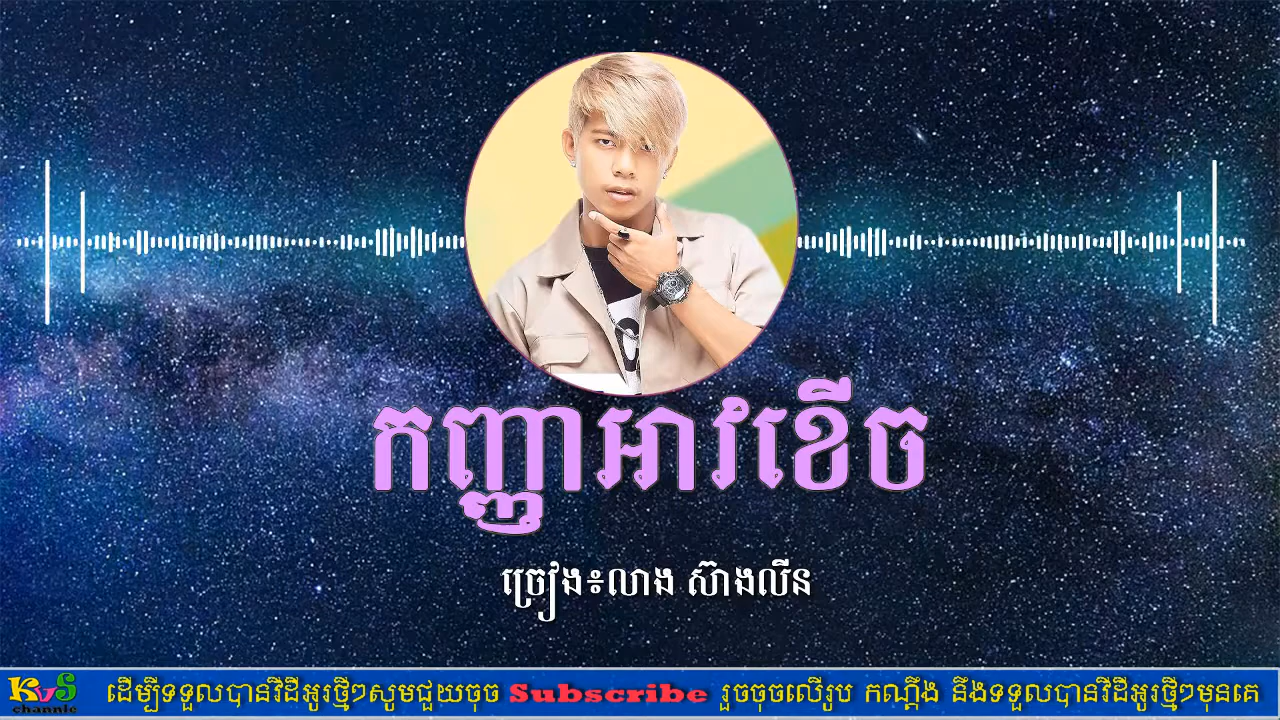 កញ្ញាអាវខើច
ច្រៀង៖លាង ស៊ាងលីន
KVS
channle
ដើម្បីទទួលបានវីដីអូរថ្មីៗសូមជួយចុច Subscribe រួចចុចលើរូប កណ្តឹង នឹងទទួលបានវីដីអូរថ្មីៗមុនគេ